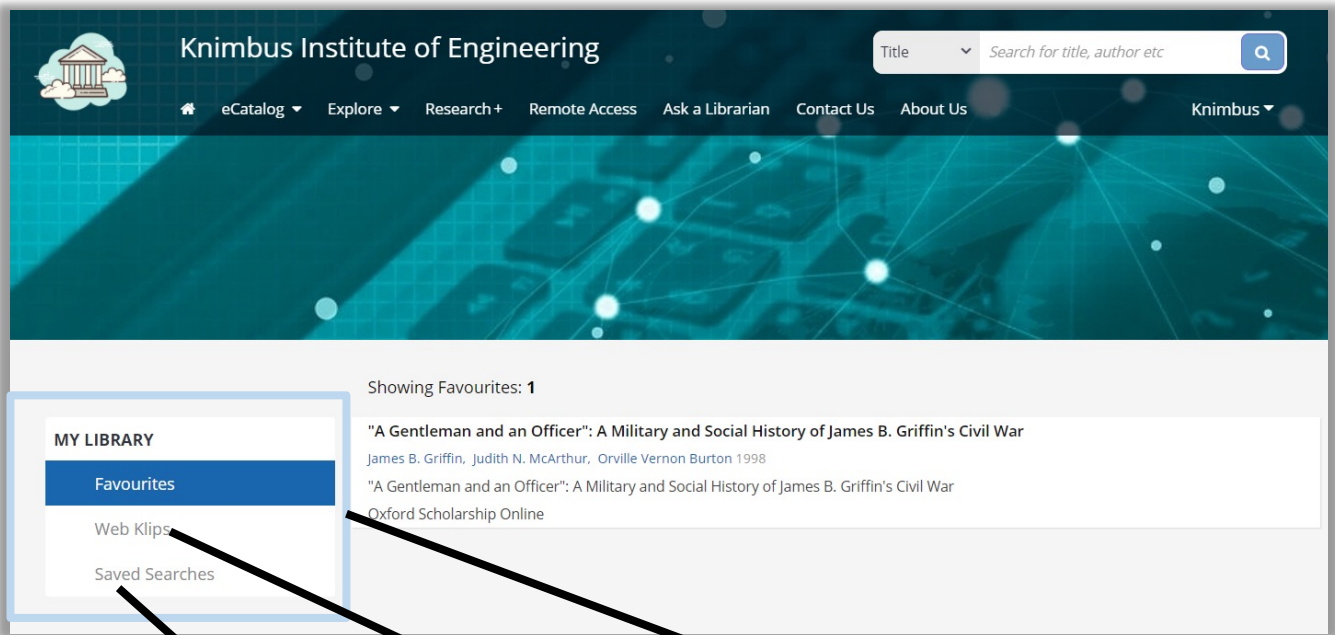 Knimbus Institute of Engineering
Title Search for title, author etc
eCatalog Explore Research+ Remote Access Ask a Librarian Contact Us About Us Knimbus
Showing Favourites: 1
MY LIBRARY
Favourites
Web Klips
Saved Searches
"A Gentleman and an Officer": A Military and Social History of James B. Griffin's Civil War
James B. Griffin, Judith N. McArthur, Orville Vernon Burton 1998
"A Gentleman and an Officer": A Military and Social History of James B. Griffin's Civil War
Oxford Scholarship Online